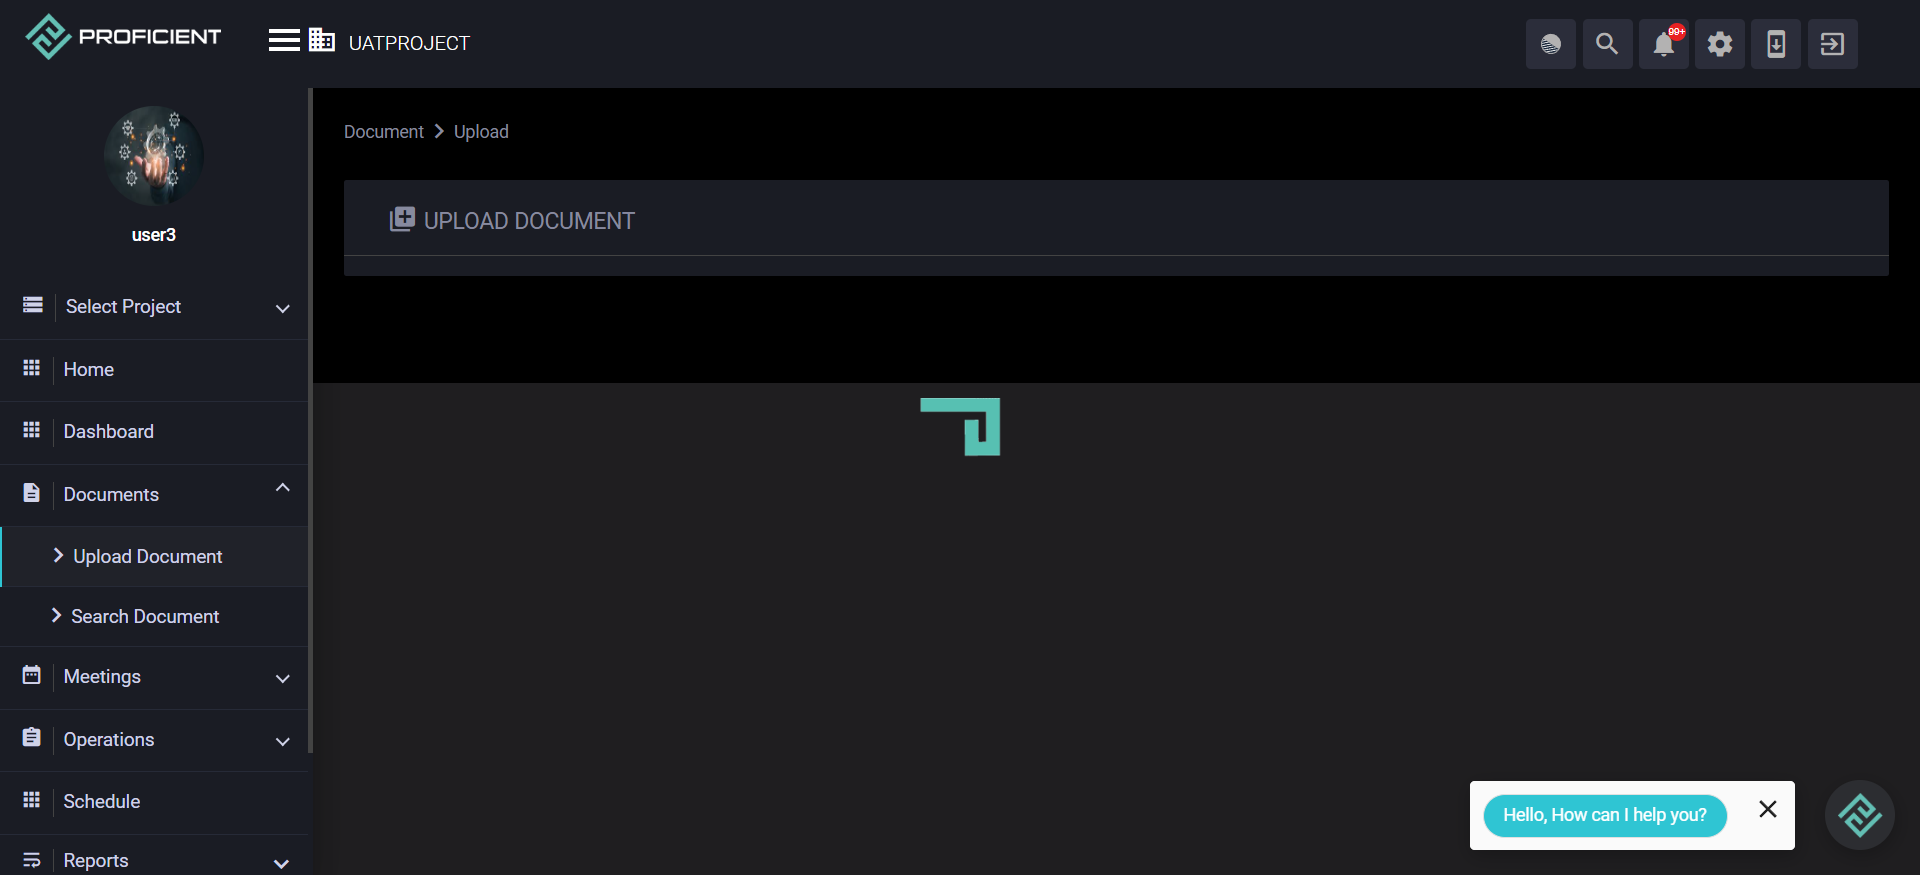 PROFICIENT
UATPROJECT
99+
user3
Select Project
Home
Dashboard
Documents
Upload Document
Search Document
Meetings
Operations
Schedule
Reports
Document > Upload
UPLOAD DOCUMENT
Hello, How can I help you?